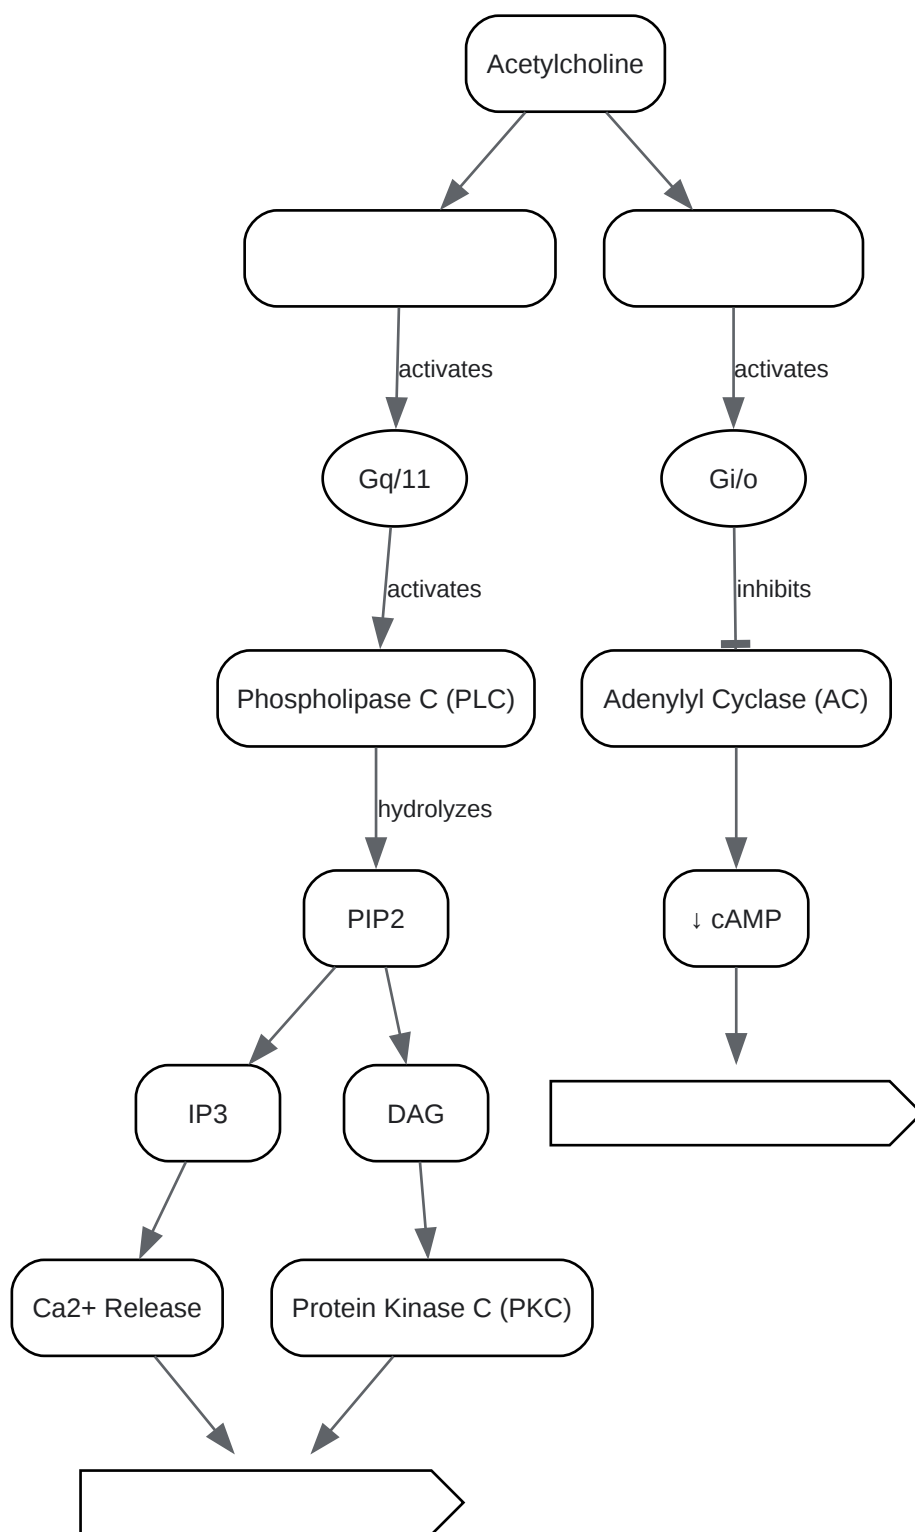 Acetylcholine
activates
activates
Gq/11
Gi/o
activates
inhibits
Phospholipase C (PLC)
Adenylyl Cyclase (AC)
hydrolyzes
PIP2
↓ cAMP
IP3
DAG
Ca2+ Release
Protein Kinase C (PKC)